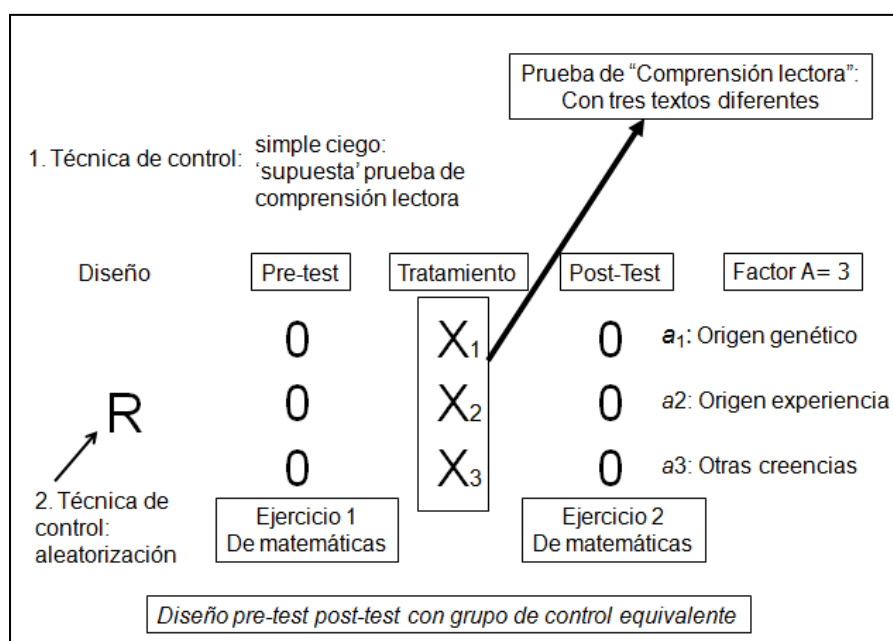 Prueba de “Comprensión lectora”:
Con tres textos diferentes
1. Técnica de control:
simple ciego:
‘supuesta’ prueba de
comprensión lectora
Diseño
Pre-test
Tratamiento
Post-Test
Factor A= 3
R
0
X1
0
a1: Origen genético
0
X2
0
a2: Origen experiencia
0
X3
0
a3: Otras creencias
2. Técnica de
control:
aleatorización
Ejercicio 1
De matemáticas
Ejercicio 2
De matemáticas
Diseño pre-test post-test con grupo de control equivalente